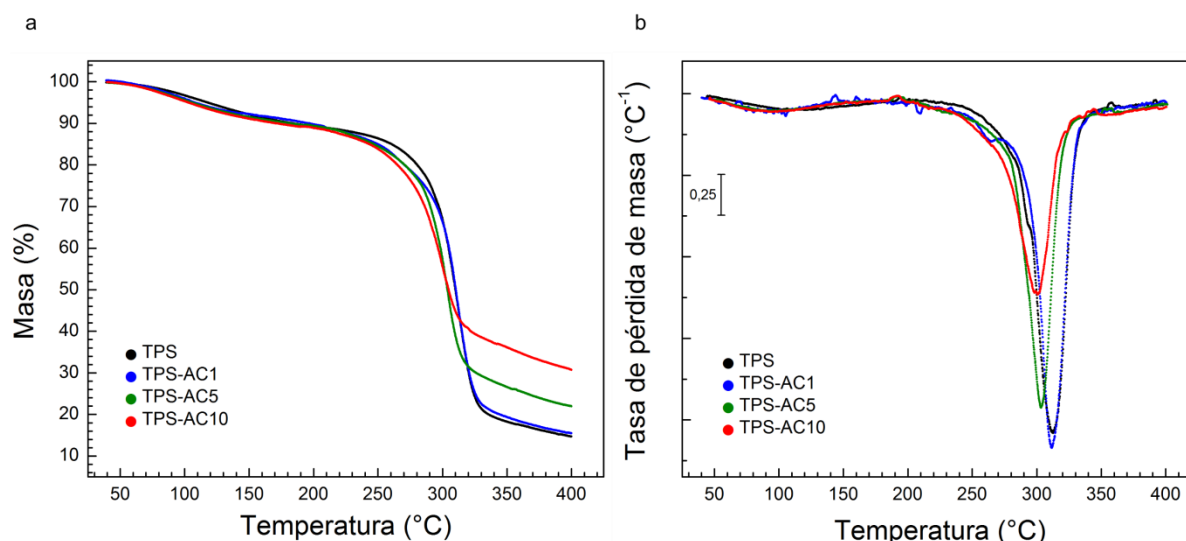 a
b
Masa (%)
100
90
80
70
60
50
40
30
20
10
TPS
TPS-AC1
TPS-AC5
TPS-AC10
50 100 150 200 250 300 350 400
Temperatura (°C)
Tasa de pérdida de masa (°C-1)
0,25
TPS
TPS-AC1
TPS-AC5
TPS-AC10
50 100 150 200 250 300 350 400
Temperatura (°C)